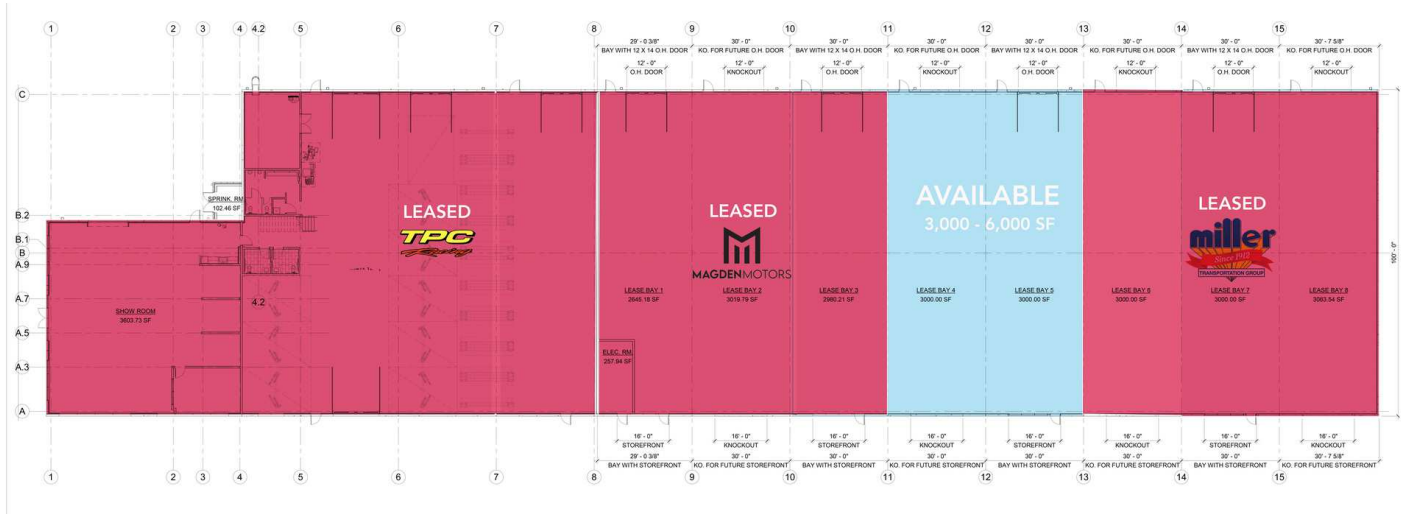 1 2 3 4 4.2 5 6 7 8 9 10 11 12 13 14 15
29' - 0 3/8" 30' - 0" 30' - 0" 30' - 0" 30' - 0" 30' - 0" 30' - 0" 30' - 7 5/8"
BAY WITH 12 X 14 O.H. DOOR KO. FOR FUTURE O.H. DOOR BAY WITH 12 X 14 O.H. DOOR KO. FOR FUTURE O.H. DOOR BAY WITH 12 X 14 O.H. DOOR KO. FOR FUTURE O.H. DOOR BAY WITH 12 X 14 O.H. DOOR KO. FOR FUTURE O.H. DOOR
12' - 0" 12' - 0" 12' - 0" 12' - 0" 12' - 0" 12' - 0" 12' - 0" 12' - 0"
O.H. DOOR KNOCKOUT O.H. DOOR KNOCKOUT O.H. DOOR KNOCKOUT O.H. DOOR KNOCKOUT
C
SPRINK. RM
102.46 SF
B.2
B.1
B
A.9
A.7
A.5
A.3
A
LEASED
TPC
Racing
LEASED
M
MAGDENMOTORS
AVAILABLE
3,000 - 6,000 SF
LEASED
miller
Since 1912
TRANSPORTATION GROUP
100' - 0"
4.2
SHOW ROOM
3603.73 SF
LEASE BAY 1 LEASE BAY 2 LEASE BAY 3 LEASE BAY 4 LEASE BAY 5 LEASE BAY 6 LEASE BAY 7 LEASE BAY 8
2645.18 SF 3019.79 SF 2980.21 SF 3000.00 SF 3000.00 SF 3000.00 SF 3000.00 SF 3063.54 SF
ELEC. RM.
257.94 SF
16' - 0" 16' - 0" 16' - 0" 16' - 0" 16' - 0" 16' - 0" 16' - 0" 16' - 0"
STOREFRONT KNOCKOUT STOREFRONT KNOCKOUT STOREFRONT KNOCKOUT STOREFRONT KNOCKOUT
29' - 0 3/8" 30' - 0" 30' - 0" 30' - 0" 30' - 0" 30' - 0" 30' - 0" 30' - 7 5/8"
BAY WITH STOREFRONT KO. FOR FUTURE STOREFRONT BAY WITH STOREFRONT KO. FOR FUTURE STOREFRONT BAY WITH STOREFRONT KO. FOR FUTURE STOREFRONT BAY WITH STOREFRONT KO. FOR FUTURE STOREFRONT
1 2 3 4 5 6 7 8 9 10 11 12 13 14 15